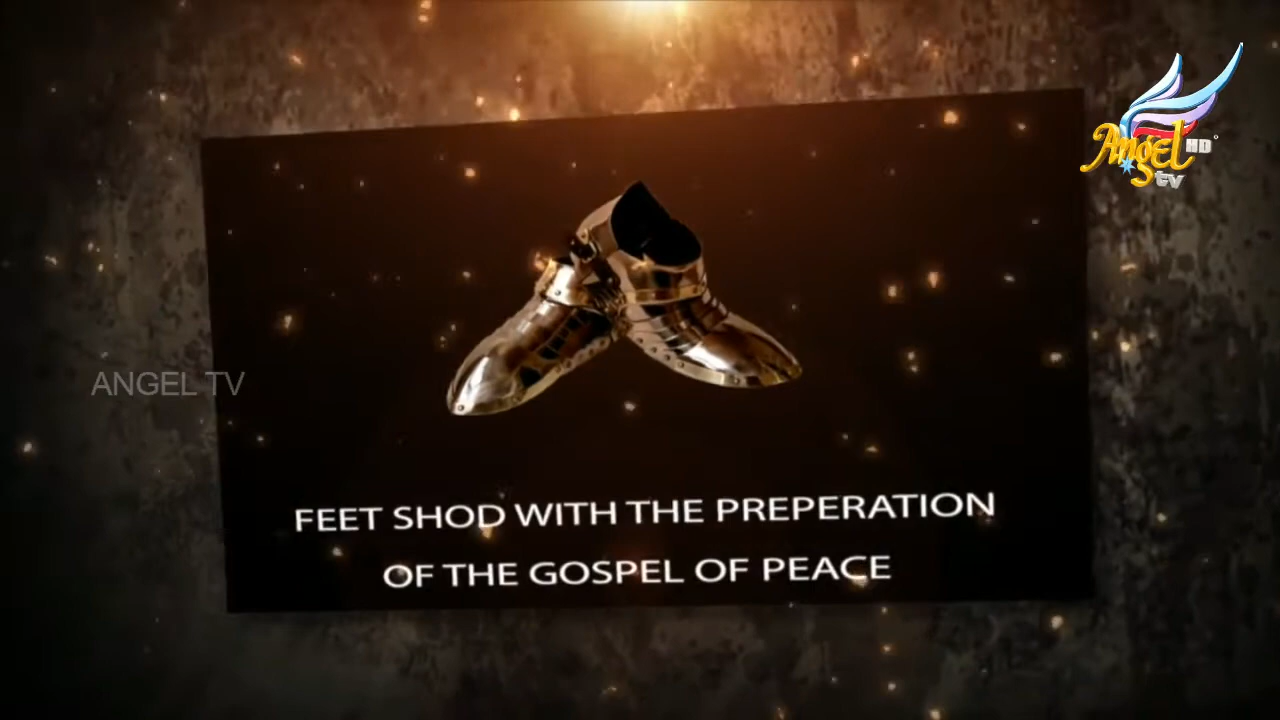 Angel HD
tv
ANGEL TV
FEET SHOD WITH THE PREPERATION
OF THE GOSPEL OF PEACE